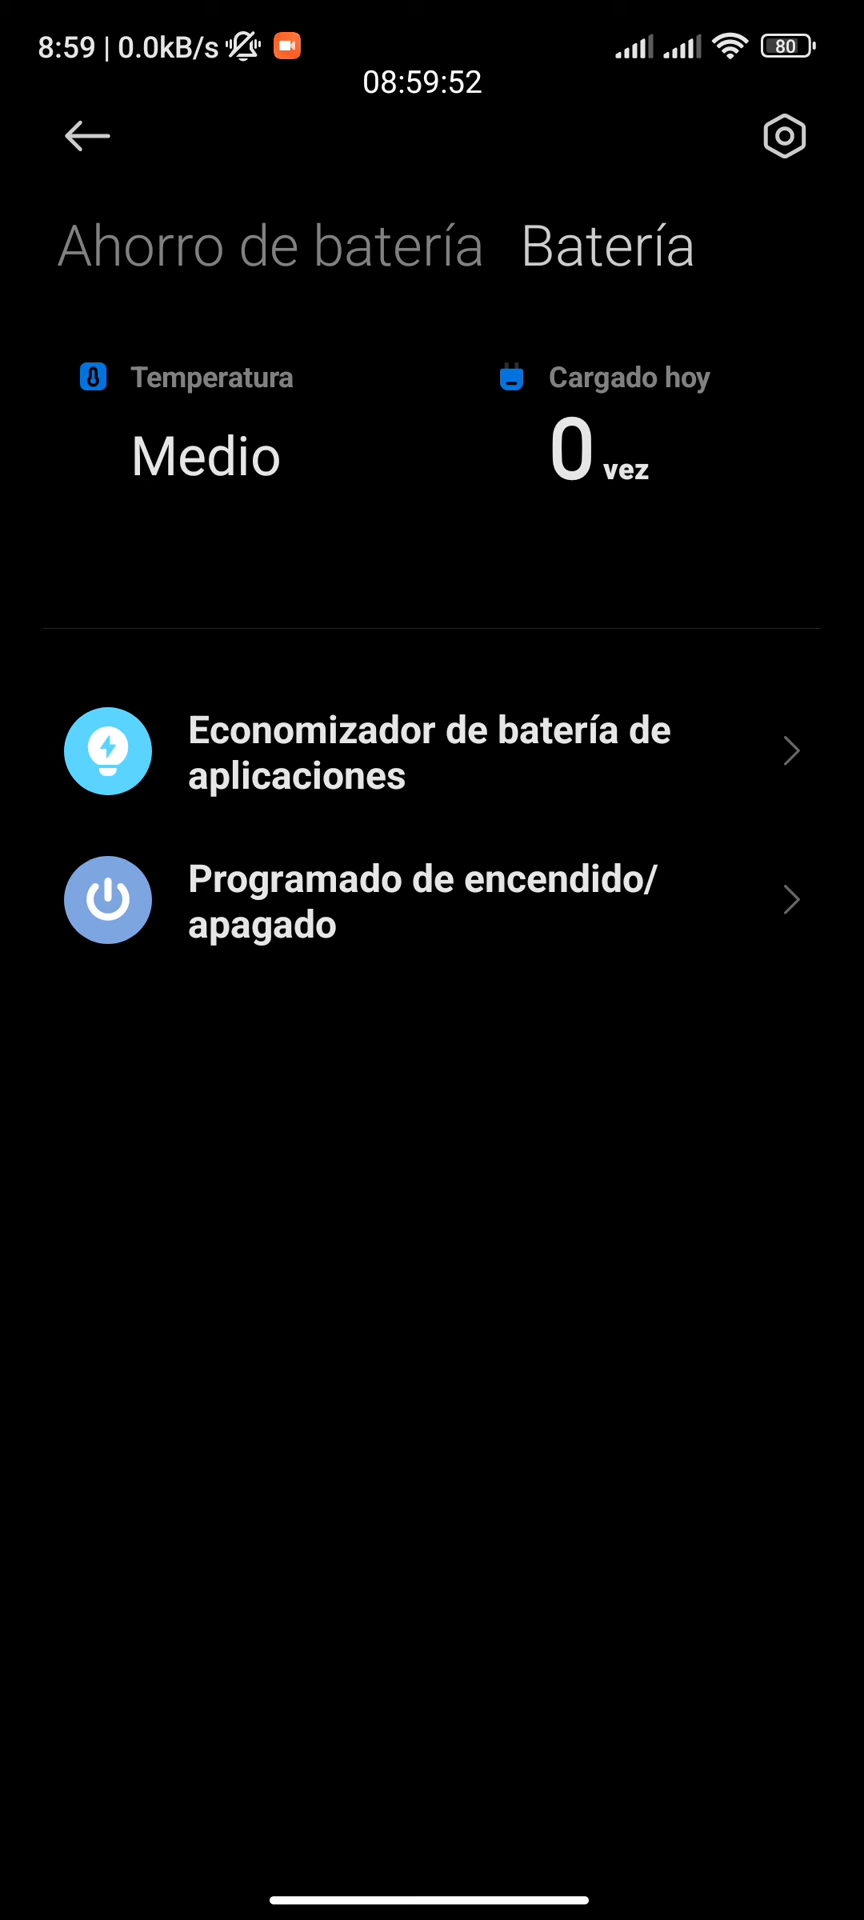 8:59 | 0.0kB/s 80
08:59:52
Ahorro de batería Batería
Temperatura
Medio
Cargado hoy
0 vez
Economizador de batería de
aplicaciones
Programado de encendido/
apagado